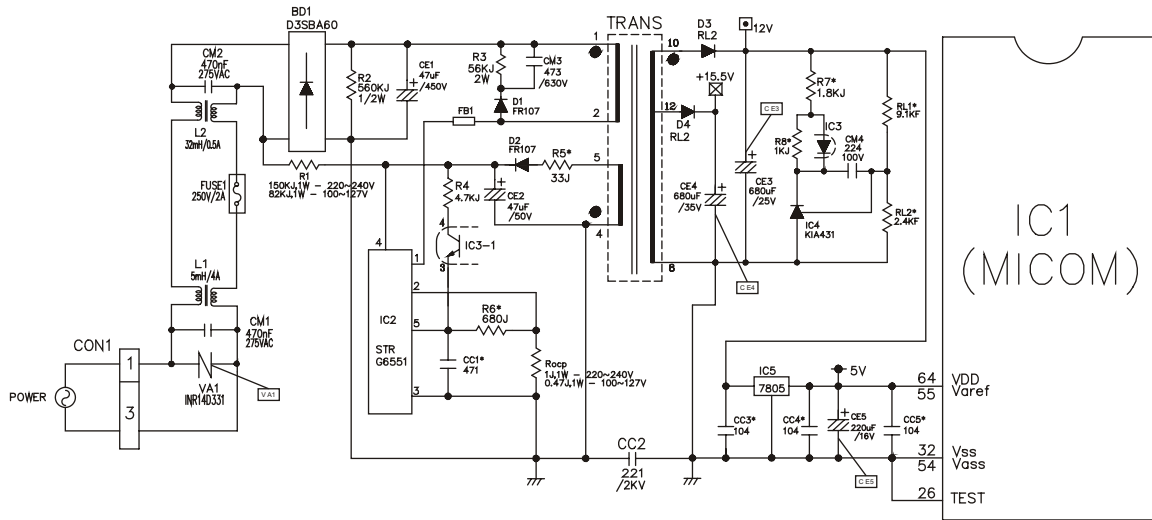 BD1
D3SBA60
TRANS
D3
RL2
12V
CM2
470nF
275VAC
R2
560KJ
1/2W
CE1
47uF
/450V
R3
56KJ
2W
CM3
473
/630V
D1
FR107
FB1
1
2
5
4
10
12
8
+15.5V
D4
RL2
C E3
R7*
1.8KJ
IC3
R8*
1KJ
CM4
224
100V
RL1*
9.1KF
L2
32mH/0.5A
FUSE1
250V/2A
R1
150KJ,1W - 220~240V
82KJ,1W - 100~127V
R4
4.7KJ
D2
FR107
R5*
33J
CE2
47uF
/50V
CE4
680uF
/35V
CE3
680uF
/25V
IC4
KIA431
RL2*
2.4KF
C E4
4
3
IC3-1
L1
5mH/4A
CM1
470nF
275VAC
CON1
1
3
POWER
VA1
INR14D331
V A1
4
1
2
5
3
IC2
STR
G6551
R6*
680J
CC1*
471
Rocp
1J,1W - 220~240V
0.47J,1W - 100~127V
CC2
221
/2KV
IC5
7805
5V
CC3*
104
CC4*
104
CE5
220uF
/16V
CC5*
104
C E5
IC1
(MICOM)
64 VDD
55 Varef
32 Vss
54 Vass
26 TEST